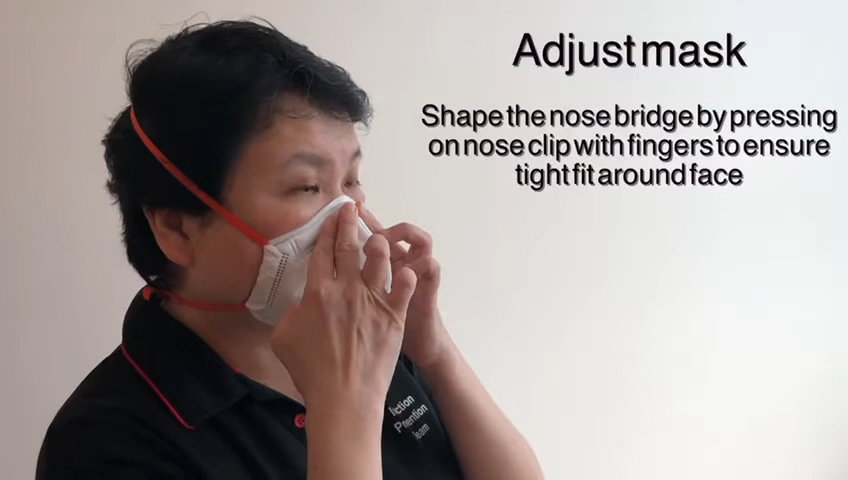 Adjust mask
Shape the nose bridge by pressing
on nose clip with fingers to ensure
tight fit around face